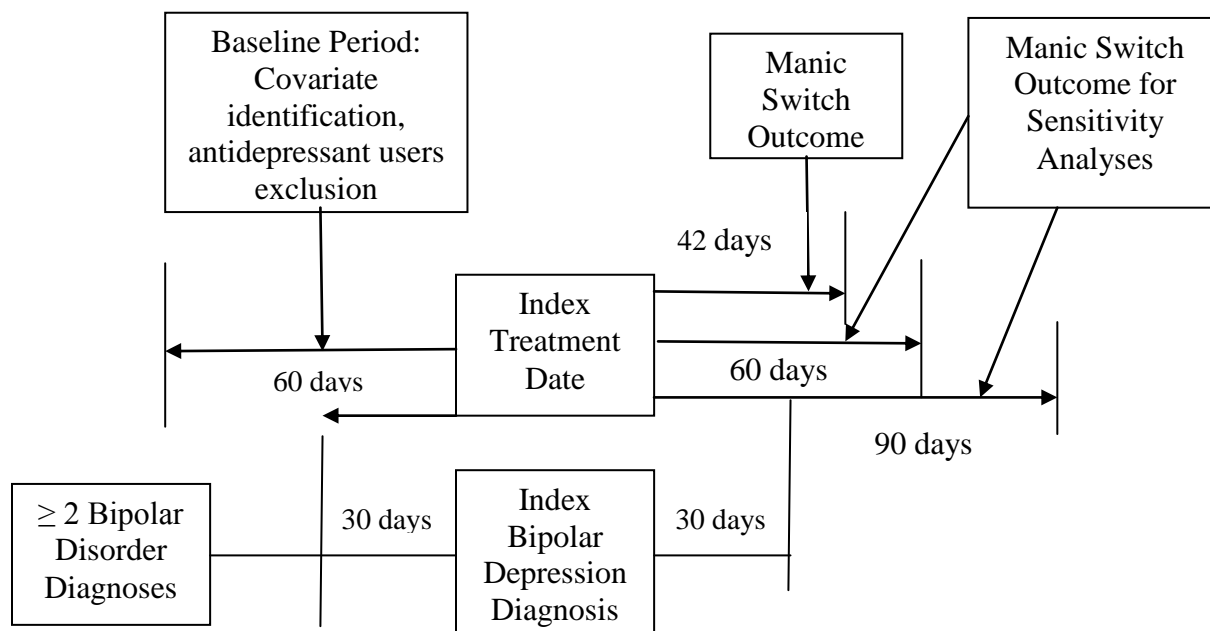 Baseline Period:
Covariate
identification,
antidepressant users
exclusion
Manic
Switch
Outcome
Manic Switch
Outcome for
Sensitivity
Analyses
42 days
Index
Treatment
Date
60 days
60 days
90 days
≥ 2 Bipolar
Disorder
Diagnoses
30 days
Index
Bipolar
Depression
Diagnosis
30 days